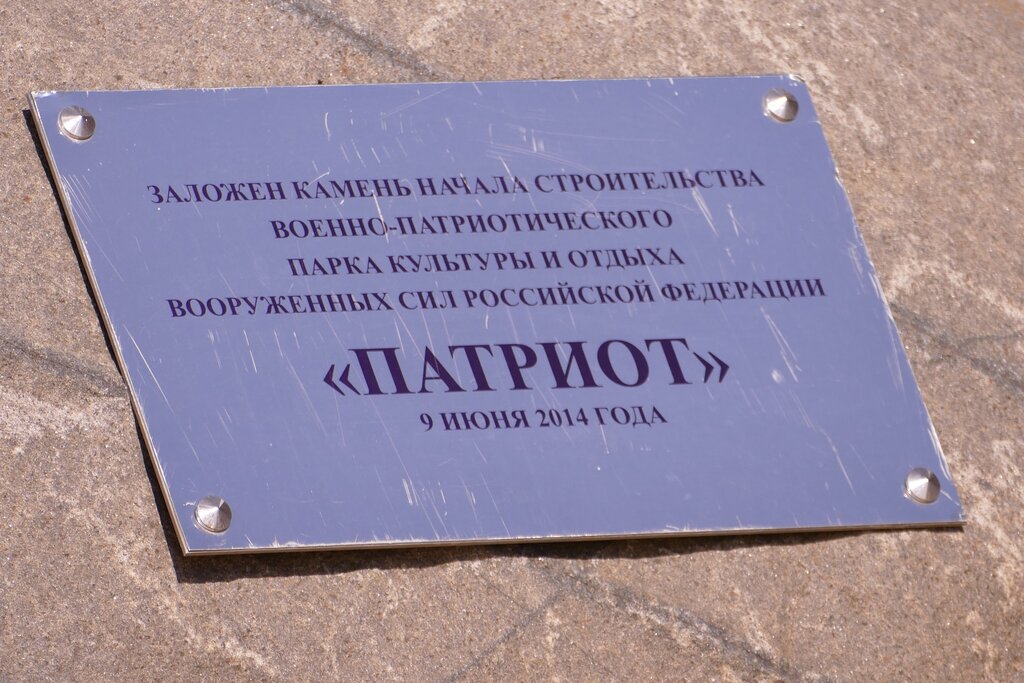 ЗАЛОЖЕН КАМЕНЬ НАЧАЛА СТРОИТЕЛЬСТВА
ВОЕННО-ПАТРИОТИЧЕСКОГО
ПАРКА КУЛЬТУРЫ И ОТДЫХА
ВООРУЖЕННЫХ СИЛ РОССИЙСКОЙ ФЕДЕРАЦИИ
«ПАТРИОТ»
9 ИЮНЯ 2014 ГОДА